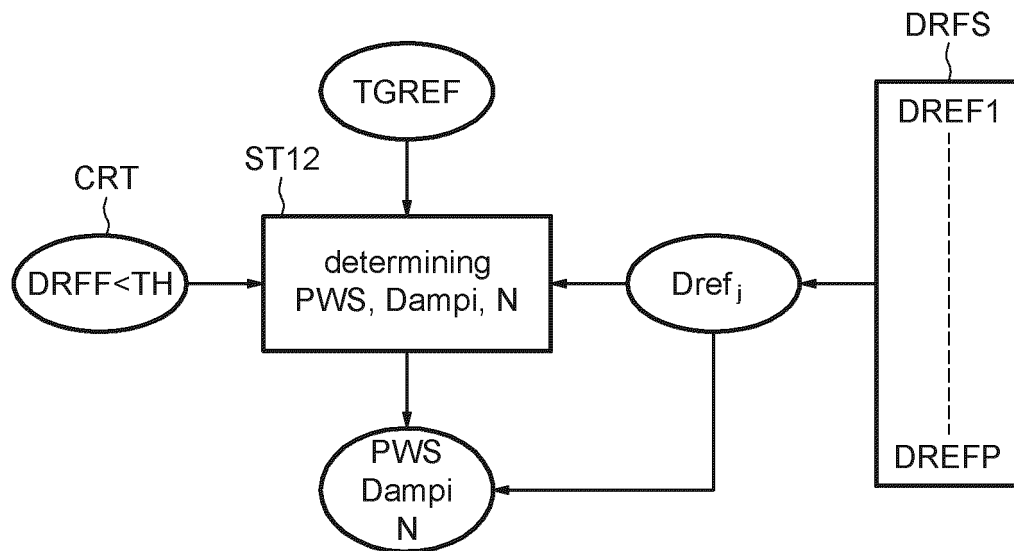 DRFS
TGREF
DREF1
ST12
CRT
determining
PWS, Dampi, N
DRFF<TH
Dref j
PWS
Dampi
N
DREFP